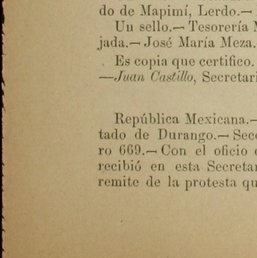 do de Mapimí, Lerdo.—
Un sello.— Tesorería M
jada.— José María Meza.
Es copia que certifico.
—Juan Castillo, Secretari
República Mexicana.—
tado de Durango.— Secr
ro 669.— Con el oficio
recibió en esta Secretar
remite de la protesta qu